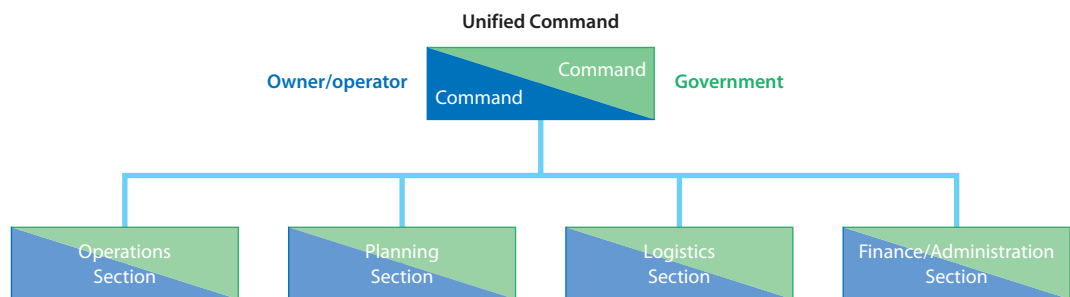 Unified Command
Command
Owner/operator
Government
Command
Operations
Section
Planning
Section
Logistics
Section
Finance/Administration
Section